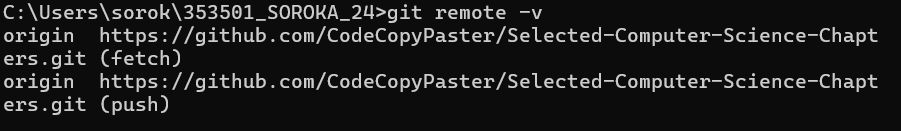 C:\Users\sorok\353501_SOROKA_24>git remote -v
origin  https://github.com/CodeCopyPaster/Selected-Computer-Science-Chapt
ers.git (fetch)
origin  https://github.com/CodeCopyPaster/Selected-Computer-Science-Chapt
ers.git (push)